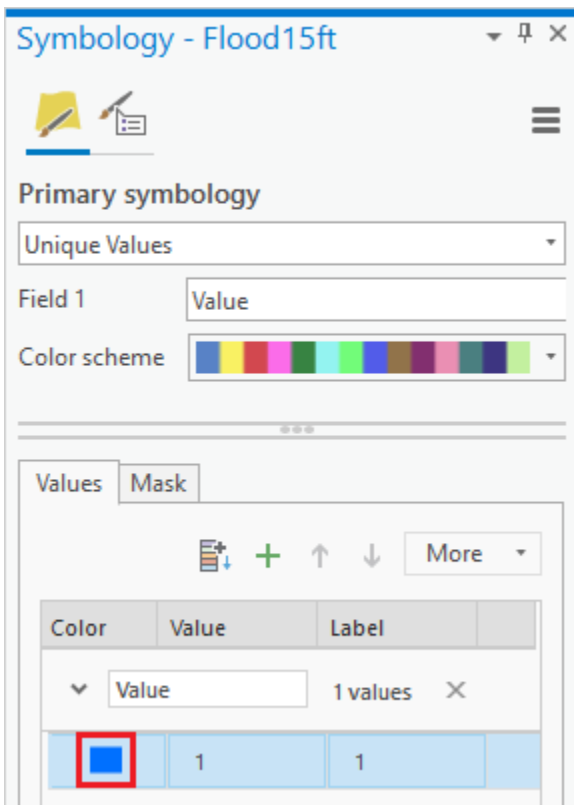 Symbology - Flood15ft
Primary symbology
Unique Values
Field 1 Value
Color scheme
Values Mask
More
Color Value Label
Value 1 values
1 1